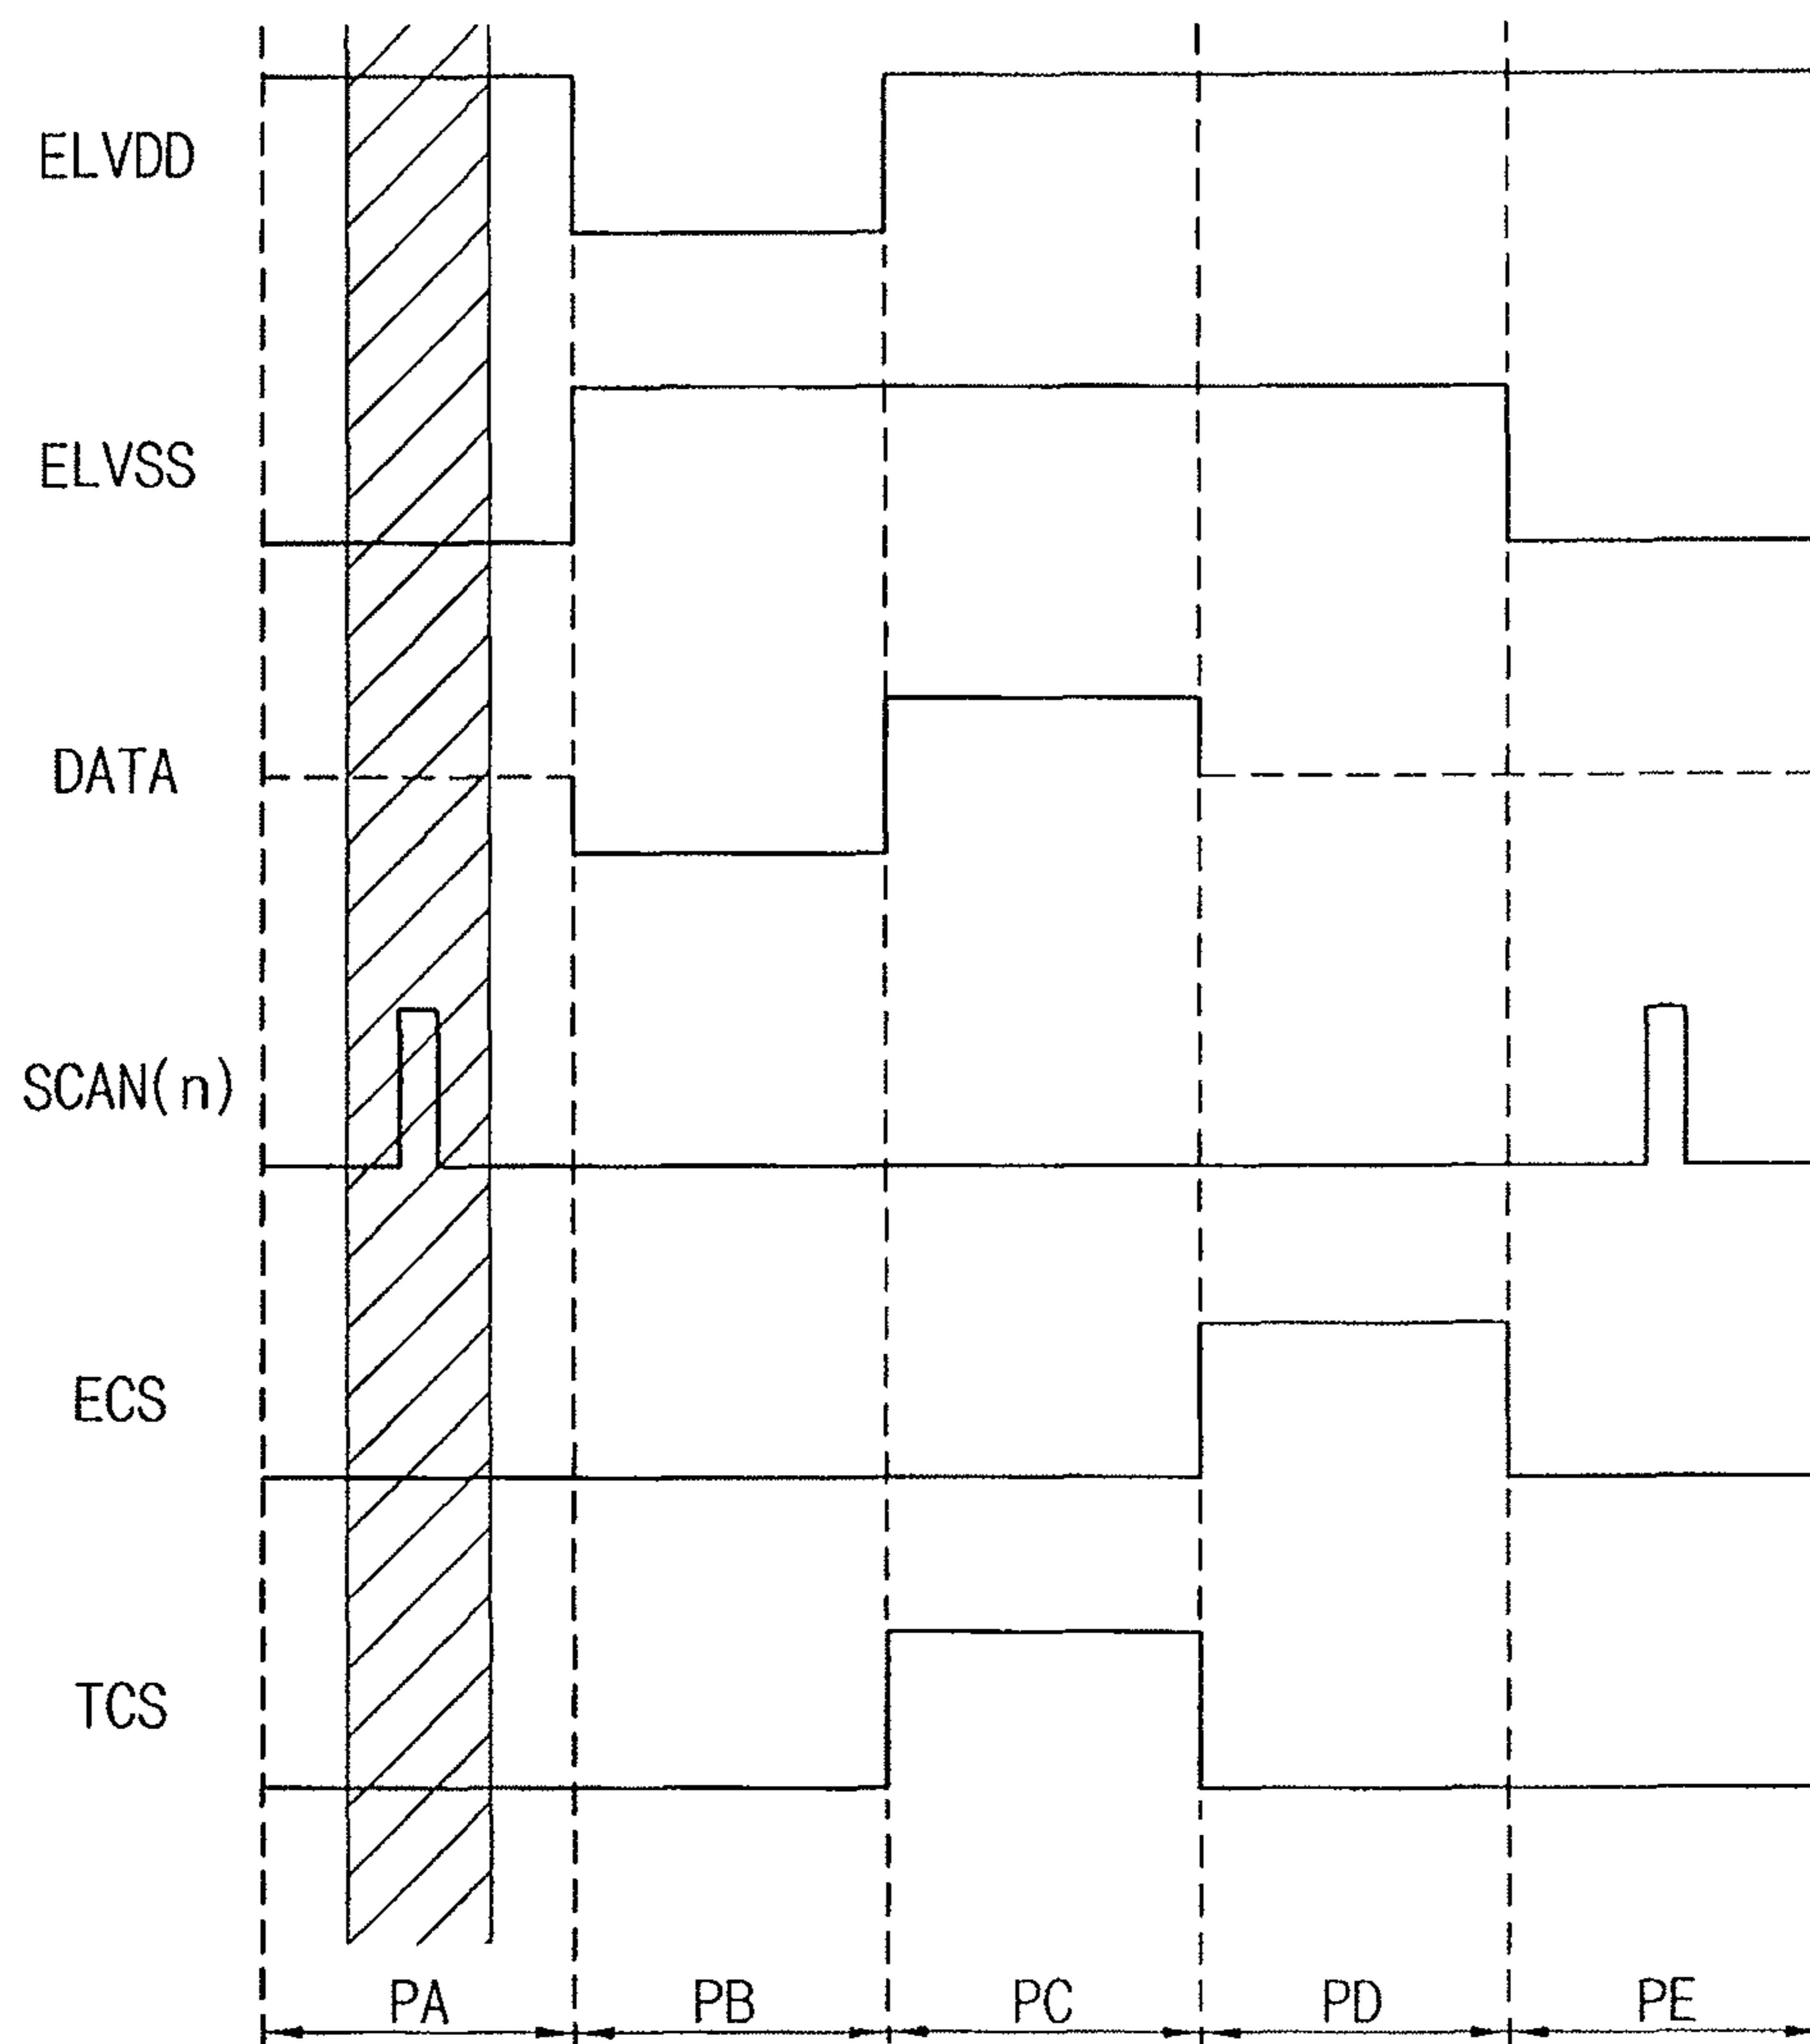 ELVDD
ELVSS
DATA
SCAN(n)
ECS
TCS
PA PB PC PD PE